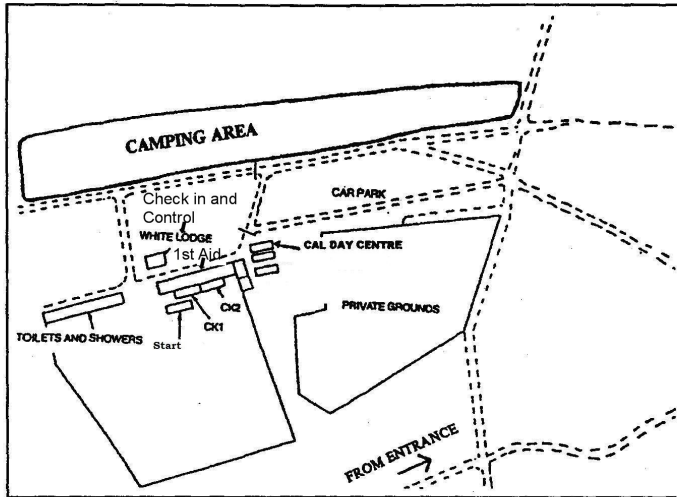 CAMPING AREA
Check in and
Control
WHITE LODGE
1st Aid
CAR PARK
CAL DAY CENTRE
PRIVATE GROUNDS
CK2
CK1
TOILETS AND SHOWERS
Start
FROM ENTRANCE